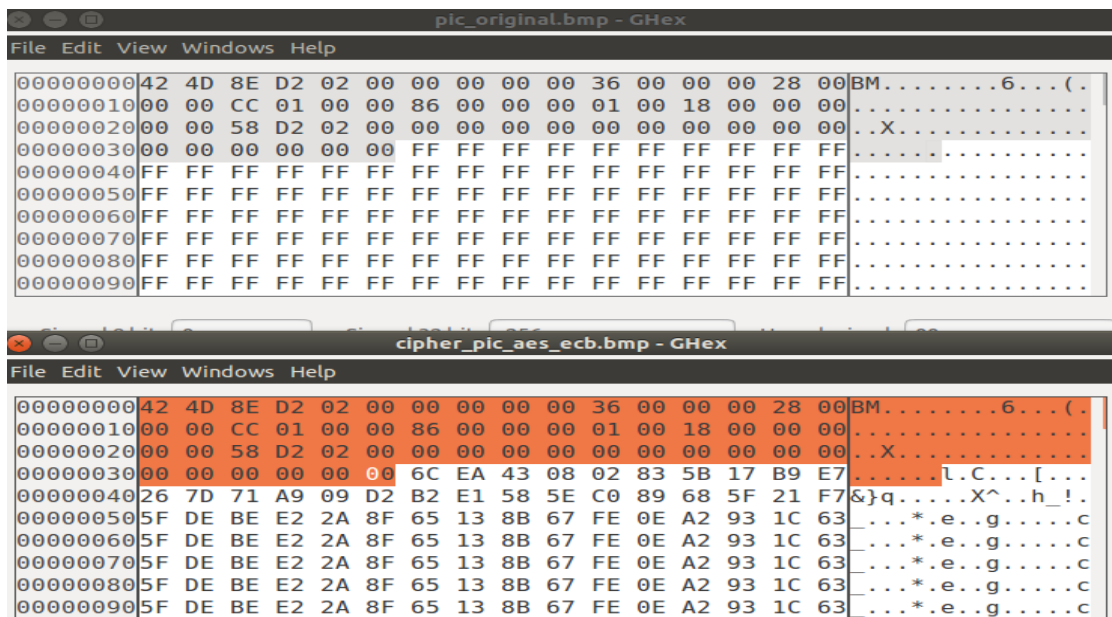 pic_original.bmp - GHex
File Edit View Windows Help
00000000 42 4D 8E D2 02 00 00 00 00 00 36 00 00 00 28 00 BM........6...(.
00000010 00 00 CC 01 00 00 86 00 00 00 01 00 18 00 00 00 ................
00000020 00 00 58 D2 02 00 00 00 00 00 00 00 00 00 00 00 ..X.............
00000030 00 00 00 00 00 00 FF FF FF FF FF FF FF FF FF FF ................
00000040 FF FF FF FF FF FF FF FF FF FF FF FF FF FF FF FF ................
00000050 FF FF FF FF FF FF FF FF FF FF FF FF FF FF FF FF ................
00000060 FF FF FF FF FF FF FF FF FF FF FF FF FF FF FF FF ................
00000070 FF FF FF FF FF FF FF FF FF FF FF FF FF FF FF FF ................
00000080 FF FF FF FF FF FF FF FF FF FF FF FF FF FF FF FF ................
00000090 FF FF FF FF FF FF FF FF FF FF FF FF FF FF FF FF ................
cipher_pic_aes_ecb.bmp - GHex
File Edit View Windows Help
00000000 42 4D 8E D2 02 00 00 00 00 00 36 00 00 00 28 00 BM........6...(.
00000010 00 00 CC 01 00 00 86 00 00 00 01 00 18 00 00 00 ................
00000020 00 00 58 D2 02 00 00 00 00 00 00 00 00 00 00 00 ..X.............
00000030 00 00 00 00 00 00 6C EA 43 08 02 83 5B 17 B9 E7 ......l.C...[...
00000040 26 7D 71 A9 09 D2 B2 E1 58 5E C0 89 68 5F 21 F7 &}q.....X^..h_!.
00000050 5F DE BE E2 2A 8F 65 13 8B 67 FE 0E A2 93 1C 63 _...*.e..g.....c
00000060 5F DE BE E2 2A 8F 65 13 8B 67 FE 0E A2 93 1C 63 _...*.e..g.....c
00000070 5F DE BE E2 2A 8F 65 13 8B 67 FE 0E A2 93 1C 63 _...*.e..g.....c
00000080 5F DE BE E2 2A 8F 65 13 8B 67 FE 0E A2 93 1C 63 _...*.e..g.....c
00000090 5F DE BE E2 2A 8F 65 13 8B 67 FE 0E A2 93 1C 63 _...*.e..g.....c